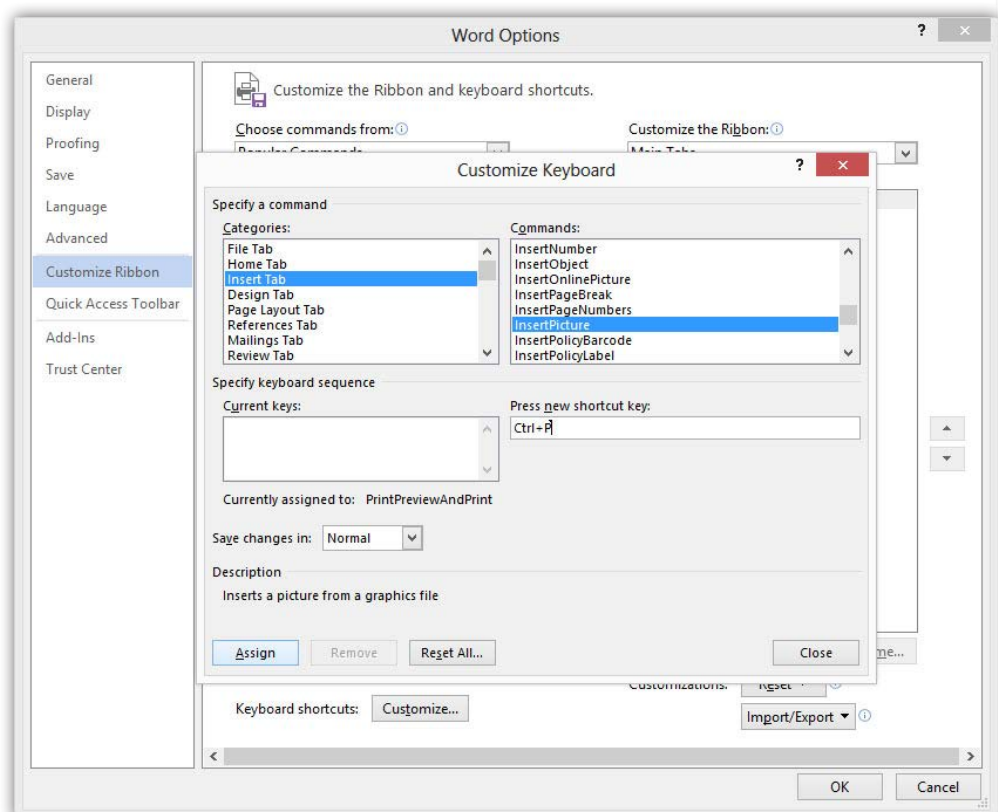 Word Options
?
General
Display
Proofing
Save
Language
Advanced
Customize Ribbon
Quick Access Toolbar
Add-Ins
Trust Center
Customize the Ribbon and keyboard shortcuts.
Choose commands from:
Customize the Ribbon:
Popular Commands
Main Tabs
Customize Keyboard
?
Specify a command
Categories:
File Tab
Home Tab
Insert Tab
Design Tab
Page Layout Tab
References Tab
Mailings Tab
Review Tab
Commands:
InsertNumber
InsertObject
InsertOnlinePicture
InsertPageBreak
InsertPageNumbers
InsertPicture
InsertPolicyBarcode
InsertPolicyLabel
Specify keyboard sequence
Current keys:
Press new shortcut key:
Ctrl+P
Currently assigned to: PrintPreviewAndPrint
Save changes in: Normal
Description
Inserts a picture from a graphics file
Assign Remove Reset All... Close
me...
Customizations: Reset
Keyboard shortcuts: Customize...
Import/Export
OK Cancel